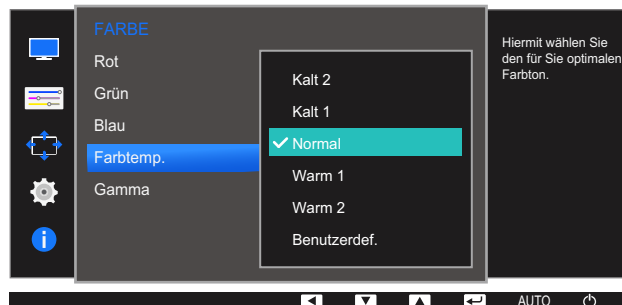 FARBE
Rot
Grün
Blau
Farbtemp.
Gamma
Kalt 2
Kalt 1
Normal
Warm 1
Warm 2
Benutzerdef.
Hiermit wählen Sie
den für Sie optimalen
Farbton.
AUTO